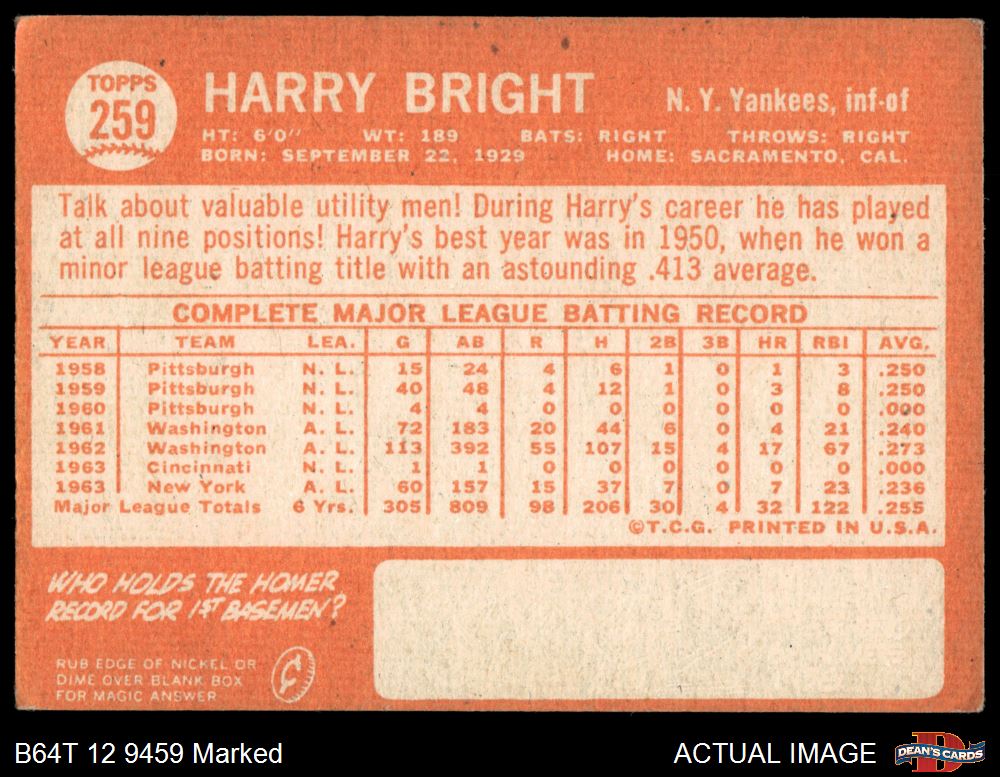 TOPPS
259
HARRY BRIGHT
N. Y. Yankees, inf-of
HT: 6'0" WT: 189 BATS: RIGHT THROWS: RIGHT
BORN: SEPTEMBER 22, 1929 HOME: SACRAMENTO, CAL.
Talk about valuable utility men! During Harry's career he has played
at all nine positions! Harry's best year was in 1950, when he won a
minor league batting title with an astounding .413 average.
COMPLETE MAJOR LEAGUE BATTING RECORD
YEAR TEAM LEA. G AB R H 2B 3B HR RBI AVG.
1958 Pittsburgh N. L. 15 24 4 6 1 0 1 3 .250
1959 Pittsburgh N. L. 40 48 4 12 1 0 3 8 .250
1960 Pittsburgh N. L. 4 4 0 0 0 0 0 0 .000
1961 Washington A. L. 72 183 20 44 6 0 4 21 .240
1962 Washington A. L. 113 392 55 107 15 4 17 67 .273
1963 Cincinnati N. L. 1 1 0 0 0 0 0 0 .000
1963 New York A. L. 60 157 15 37 7 0 7 23 .236
Major League Totals 6 Yrs. 305 809 98 206 30 4 32 122 .255
©T.C.G. PRINTED IN U.S.A.
WHO HOLDS THE HOMER
RECORD FOR 1ST BASEMEN?
RUB EDGE OF NICKEL OR
DIME OVER BLANK BOX
FOR MAGIC ANSWER
¢
B64T 12 9459 Marked
ACTUAL IMAGE
DEAN'S CARDS